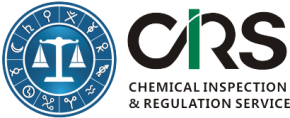 CIRS
CHEMICAL INSPECTION
& REGULATION SERVICE